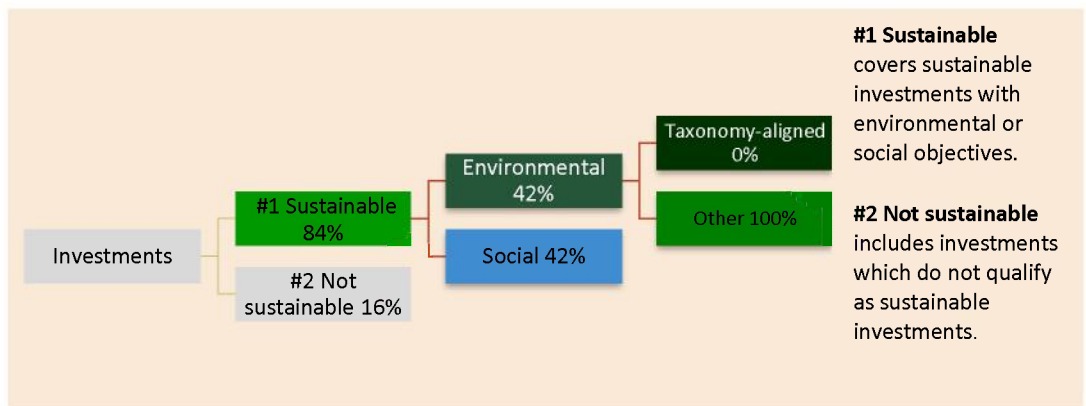 Investments
#1 Sustainable
84%
#2 Not
sustainable 16%
Environmental
42%
Social 42%
Taxonomy-aligned
0%
Other 100%
#1 Sustainable
covers sustainable
investments with
environmental or
social objectives.
#2 Not sustainable
includes investments
which do not qualify
as sustainable
investments.